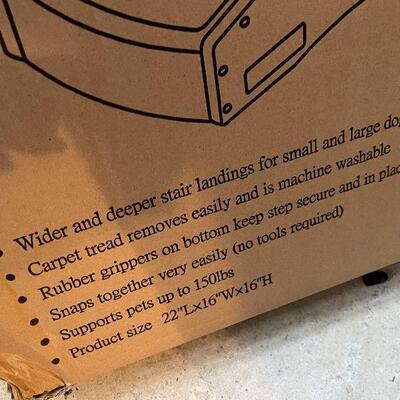 • Wider and deeper stair landings for small and large
• Carpet tread removes easily and is machine washable
• Rubber grippers on bottom keep step secure and in
• Snaps together very easily (no tools required)
• Supports pets up to 150lbs
• Product size 22"L×16"W×16"H